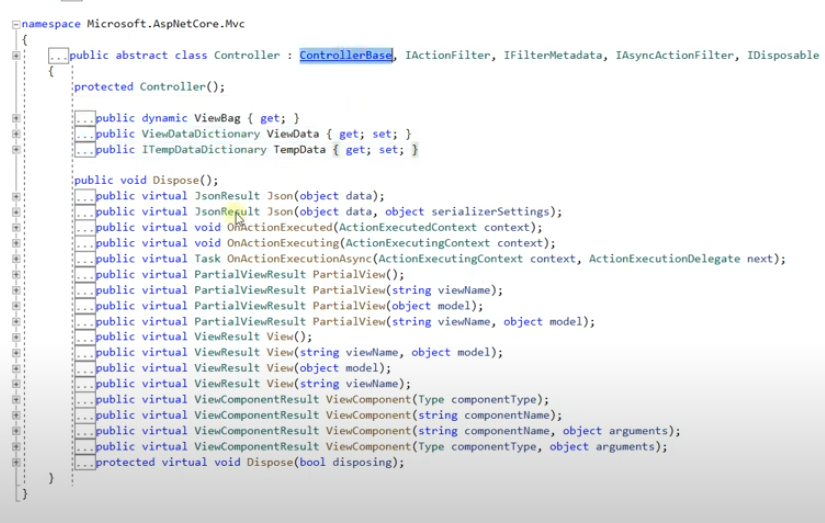 namespace Microsoft.AspNetCore.Mvc
{
...public abstract class Controller : ControllerBase, IActionFilter, IFilterMetadata, IAsyncActionFilter, IDisposable
{
protected Controller();
...public dynamic ViewBag { get; }
...public ViewDataDictionary ViewData { get; set; }
...public ITempDataDictionary TempData { get; set; }
public void Dispose();
...public virtual JsonResult Json(object data);
...public virtual JsonResult Json(object data, object serializerSettings);
...public virtual void OnActionExecuted(ActionExecutedContext context);
...public virtual void OnActionExecuting(ActionExecutingContext context);
...public virtual Task OnActionExecutionAsync(ActionExecutingContext context, ActionExecutionDelegate next);
...public virtual PartialViewResult PartialView();
...public virtual PartialViewResult PartialView(string viewName);
...public virtual PartialViewResult PartialView(object model);
...public virtual PartialViewResult PartialView(string viewName, object model);
...public virtual ViewResult View();
...public virtual ViewResult View(string viewName, object model);
...public virtual ViewResult View(object model);
...public virtual ViewResult View(string viewName);
...public virtual ViewComponentResult ViewComponent(Type componentType);
...public virtual ViewComponentResult ViewComponent(string componentName);
...public virtual ViewComponentResult ViewComponent(string componentName, object arguments);
...public virtual ViewComponentResult ViewComponent(Type componentType, object arguments);
...protected virtual void Dispose(bool disposing);
}
}